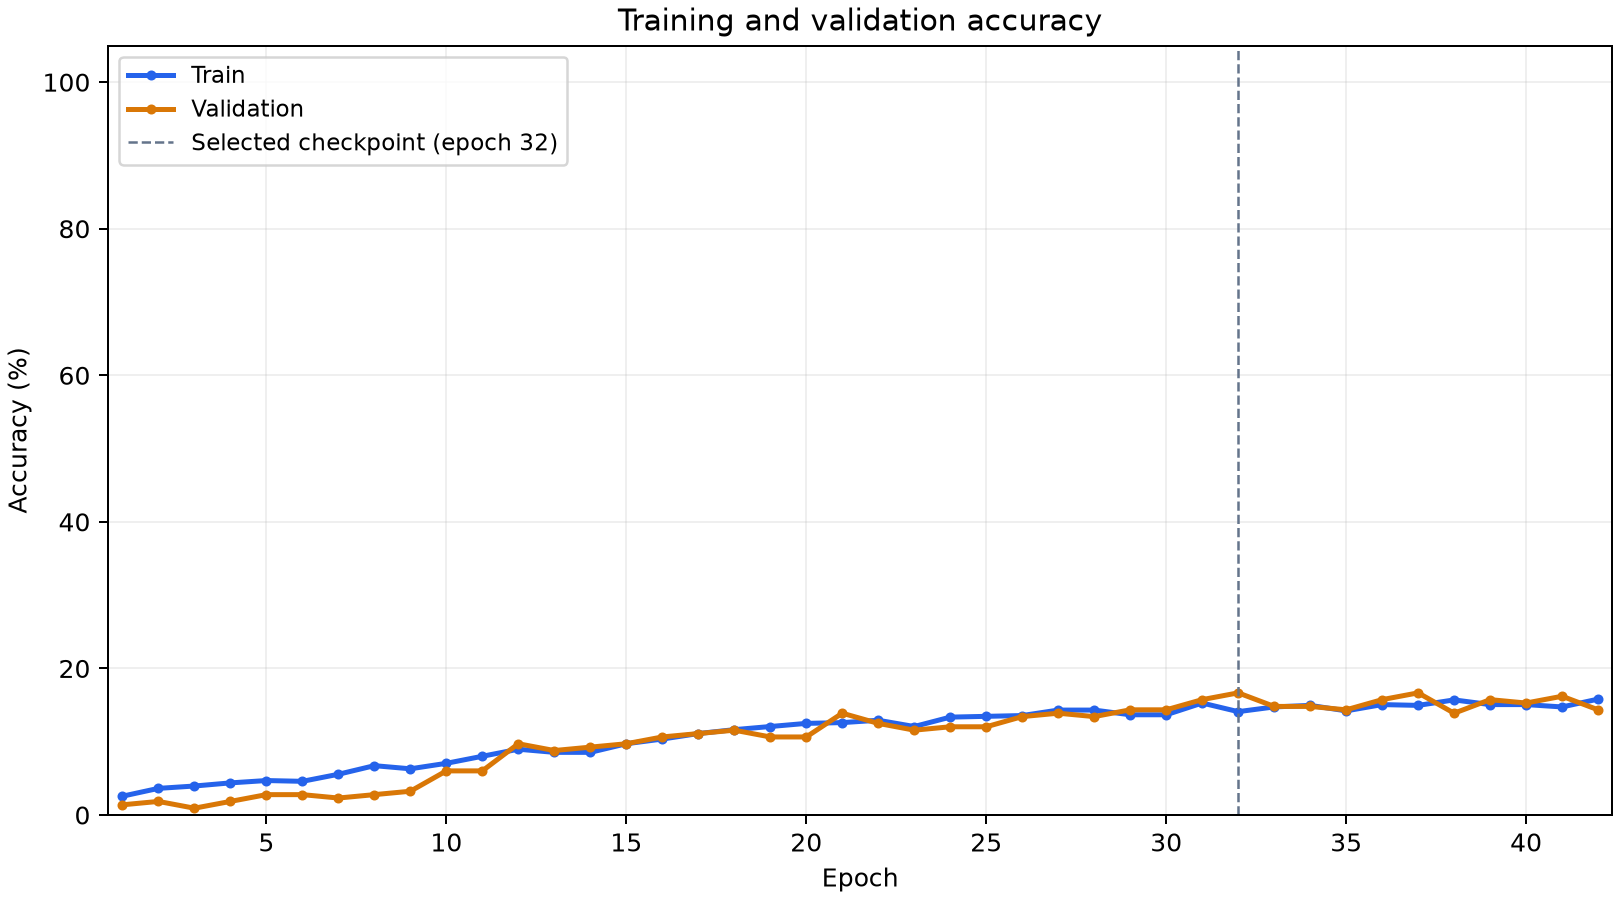 Training and validation accuracy
Train
Validation
Selected checkpoint (epoch 32)
100
80
60
40
20
0
Accuracy (%)
5 10 15 20 25 30 35 40
Epoch